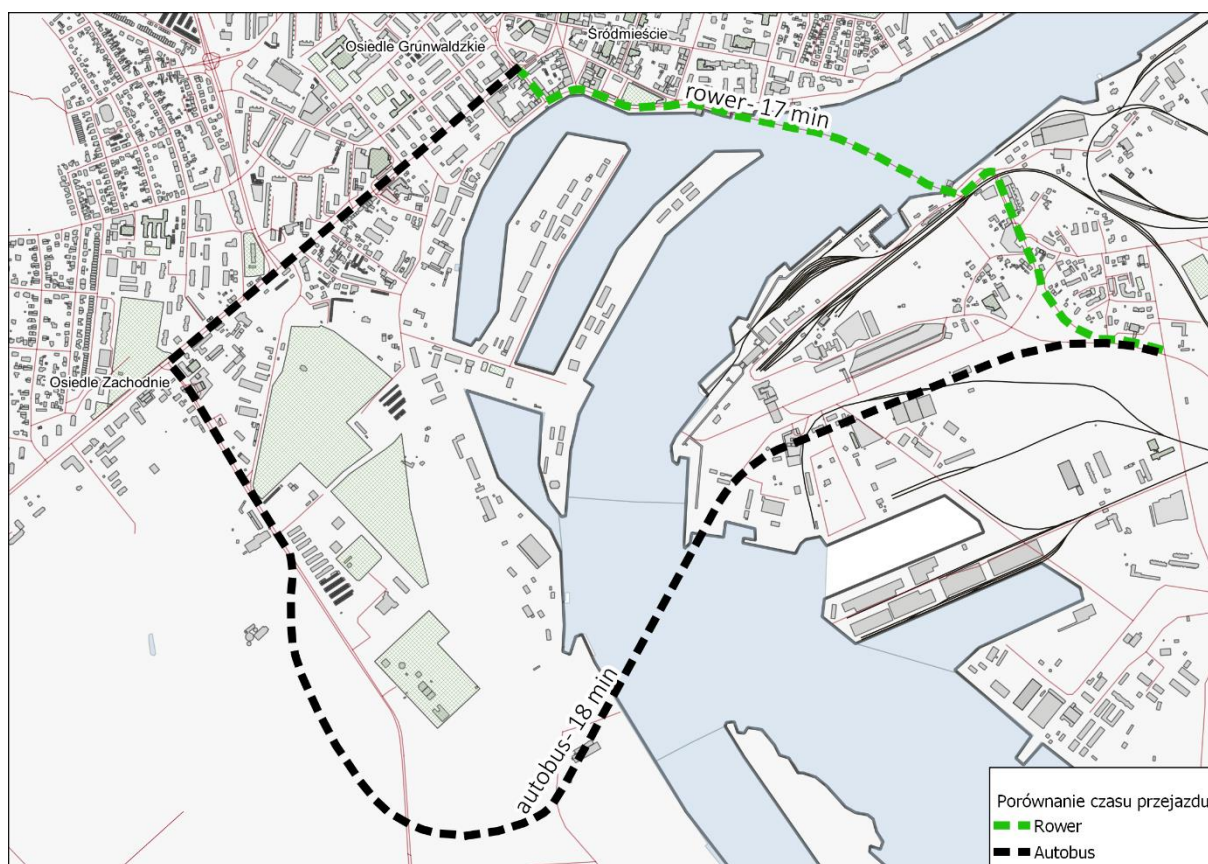 Śródmieście
Osiedle Grunwaldzkie
rower- 17 min
Osiedle Zachodnie
autobus- 18 min
Porównanie czasu przejazdu
Rower
Autobus